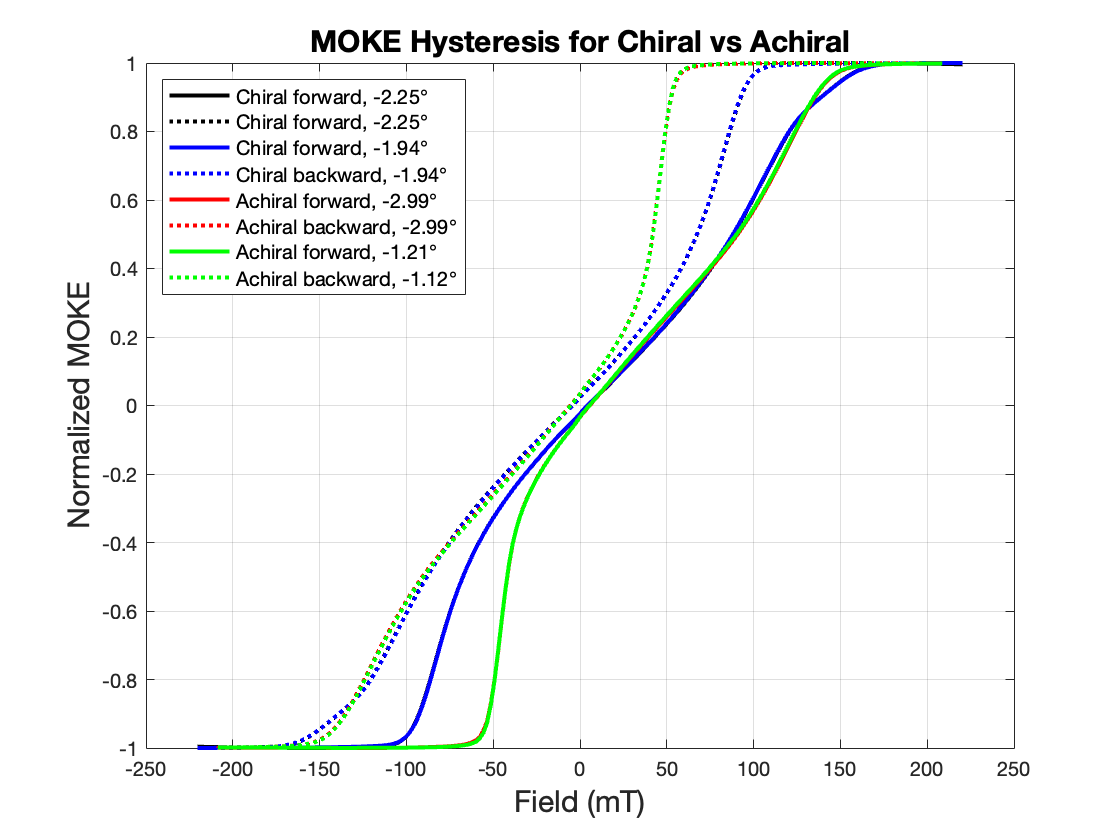 MOKE Hysteresis for Chiral vs Achiral
Chiral forward, -2.25°
Chiral forward, -2.25°
Chiral forward, -1.94°
Chiral backward, -1.94°
Achiral forward, -2.99°
Achiral backward, -2.99°
Achiral forward, -1.21°
Achiral backward, -1.12°
Normalized MOKE
1
0.8
0.6
0.4
0.2
0
-0.2
-0.4
-0.6
-0.8
-1
-250 -200 -150 -100 -50 0 50 100 150 200 250
Field (mT)